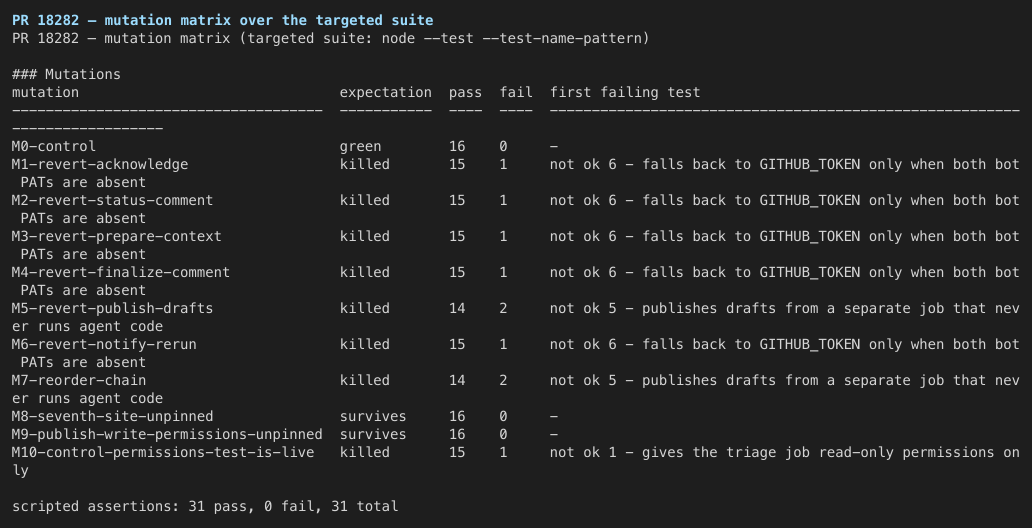 PR 18282 — mutation matrix over the targeted suite
PR 18282 — mutation matrix (targeted suite: node --test --test-name-pattern)
### Mutations
mutation                               expectation  pass  fail  first failing test
-------------------------------------  -----------  ----  ----  --------------------------------------------------------
------------------
M0-control                             green        16    0     -
M1-revert-acknowledge                  killed       15    1     not ok 6 - falls back to GITHUB_TOKEN only when both bot
 PATs are absent
M2-revert-status-comment               killed       15    1     not ok 6 - falls back to GITHUB_TOKEN only when both bot
 PATs are absent
M3-revert-prepare-context              killed       15    1     not ok 6 - falls back to GITHUB_TOKEN only when both bot
 PATs are absent
M4-revert-finalize-comment             killed       15    1     not ok 6 - falls back to GITHUB_TOKEN only when both bot
 PATs are absent
M5-revert-publish-drafts               killed       14    2     not ok 5 - publishes drafts from a separate job that nev
er runs agent code
M6-revert-notify-rerun                 killed       15    1     not ok 6 - falls back to GITHUB_TOKEN only when both bot
 PATs are absent
M7-reorder-chain                       killed       14    2     not ok 5 - publishes drafts from a separate job that nev
er runs agent code
M8-seventh-site-unpinned               survives     16    0     -
M9-publish-write-permissions-unpinned  survives     16    0     -
M10-control-permissions-test-is-live   killed       15    1     not ok 1 - gives the triage job read-only permissions on
ly
scripted assertions: 31 pass, 0 fail, 31 total